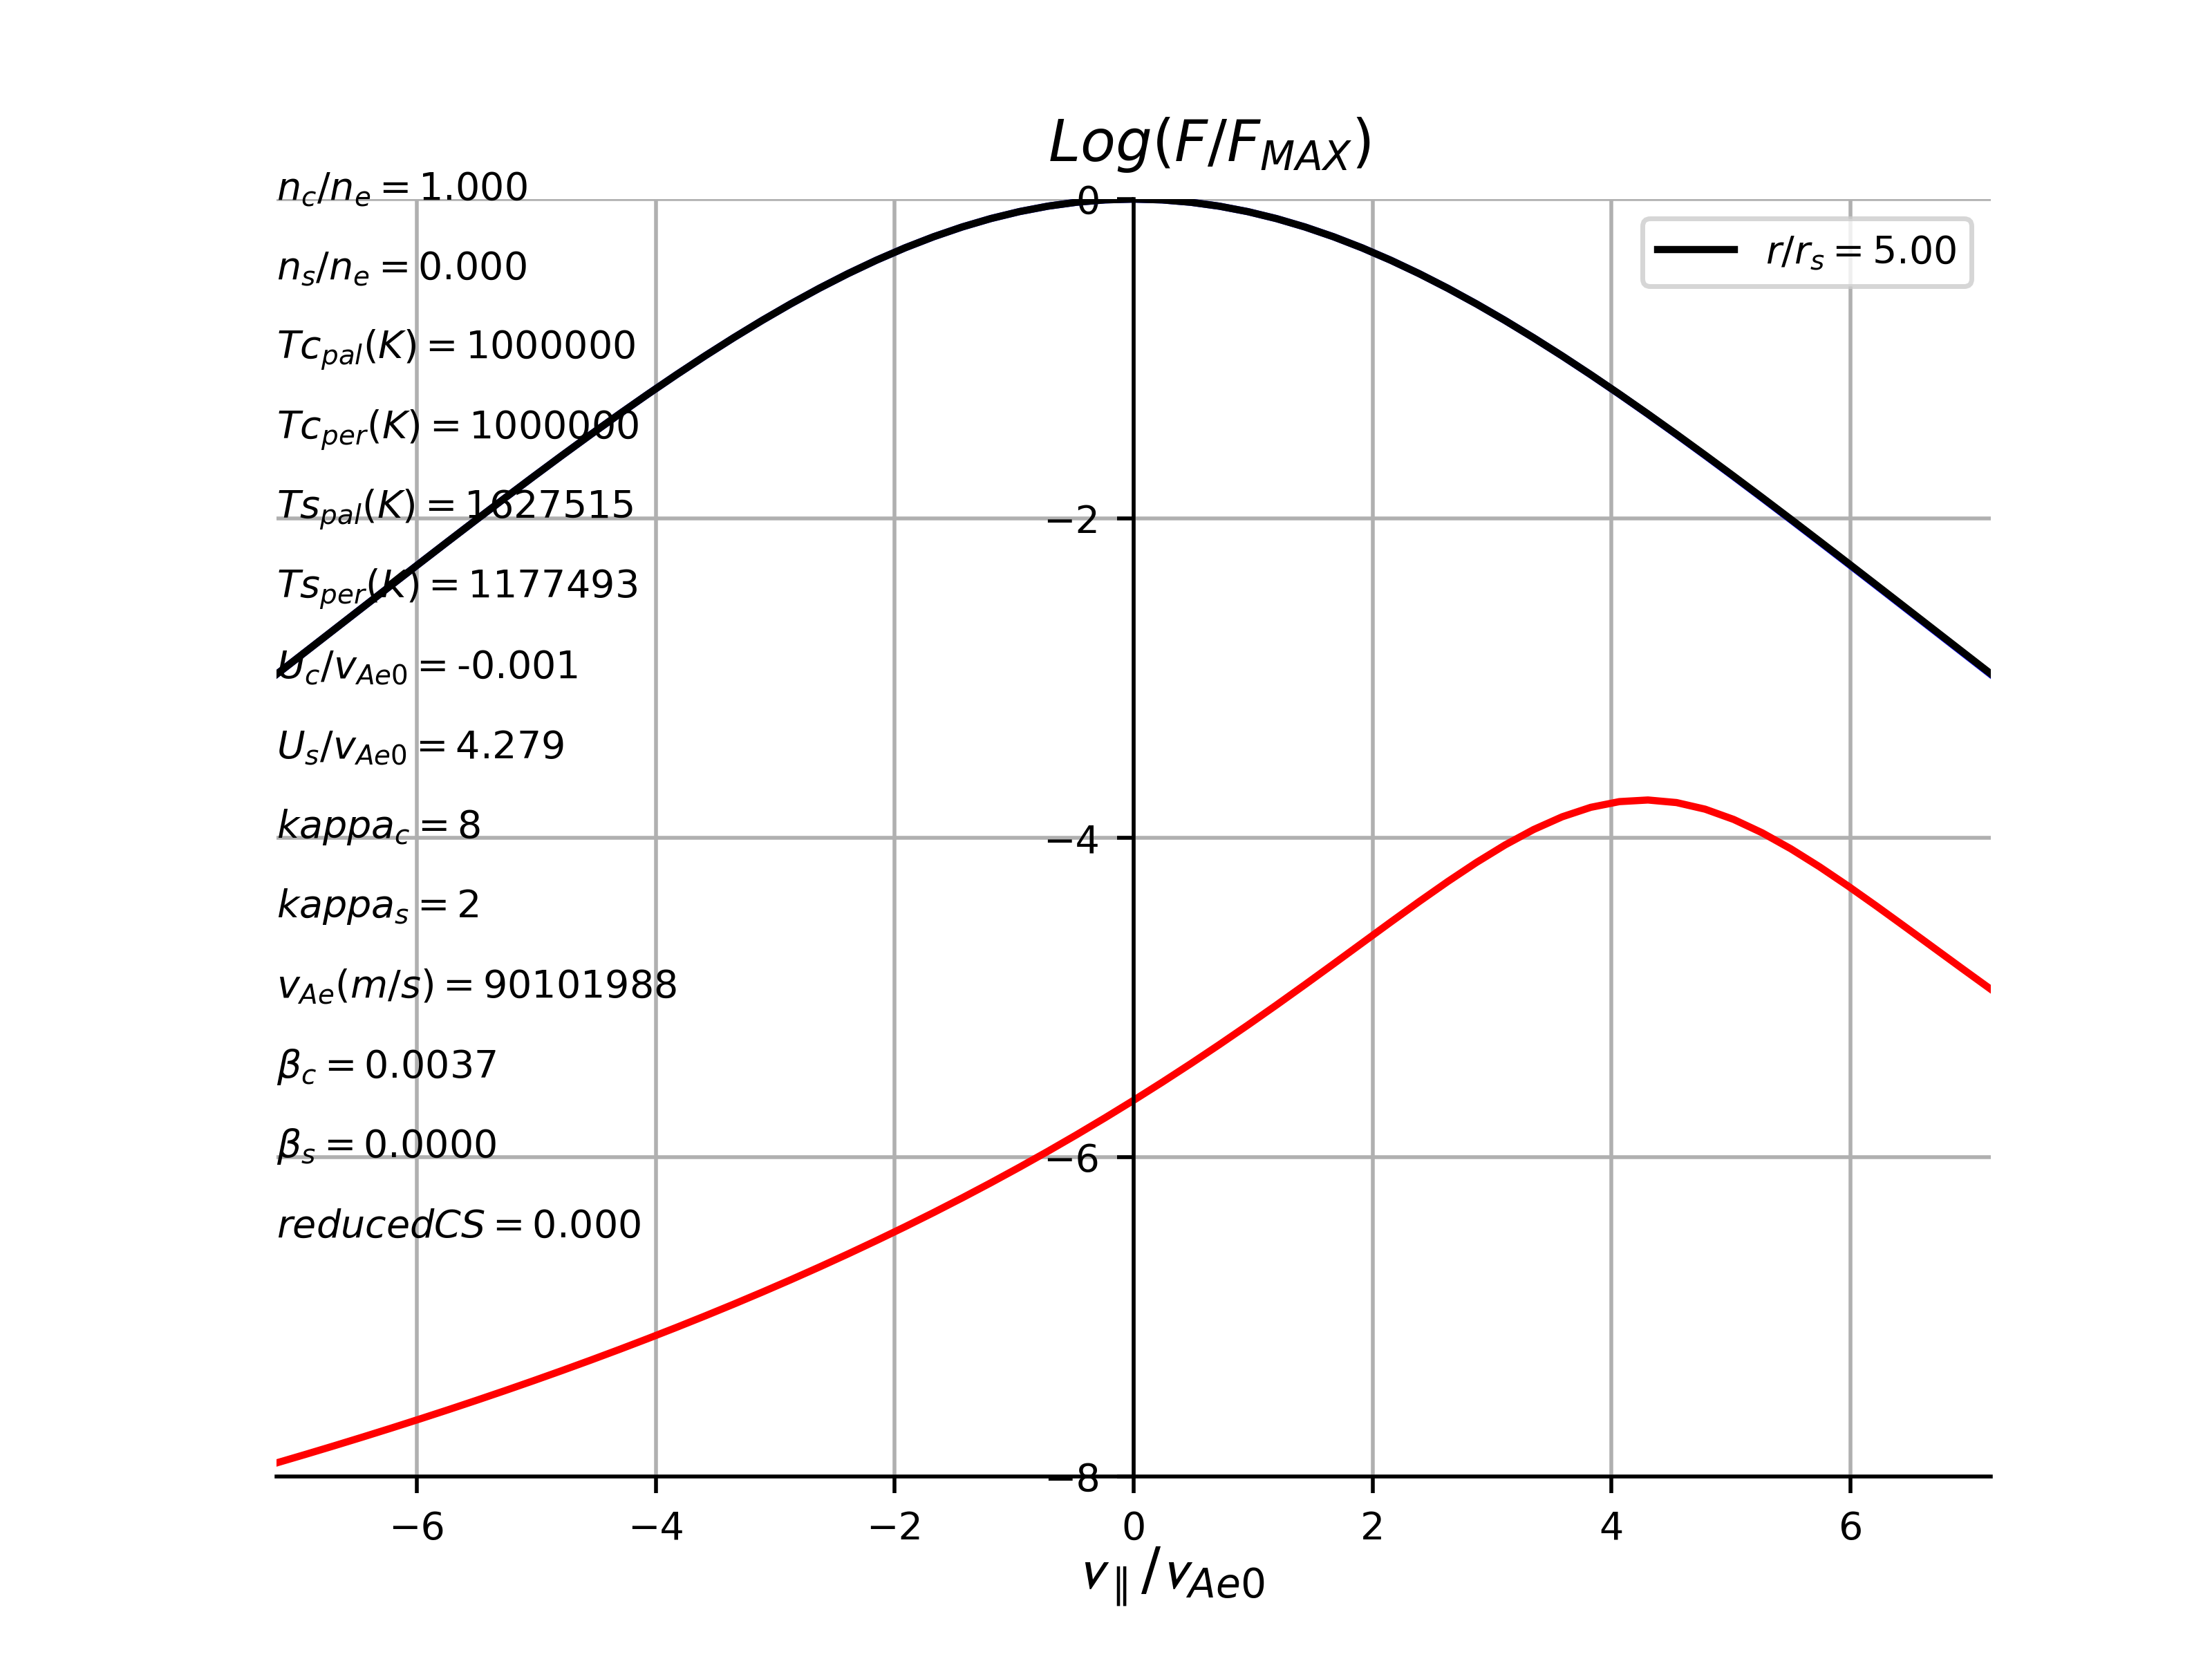 Log(F/F_MAX)
n_c/n_e = 1.000
n_s/n_e = 0.000
Tc_pal(K) = 1000000
Tc_per(K) = 1000000
Ts_pal(K) = 1627515
Ts_per(K) = 1177493
U_c/v_Ae0 = -0.001
U_s/v_Ae0 = 4.279
kappa_c = 8
kappa_s = 2
v_Ae(m/s) = 90101988
β_c = 0.0037
β_s = 0.0000
reducedCS = 0.000
r/r_s = 5.00
0
−2
−4
−6
−8
−6 −4 −2 0 2 4 6
v_∥/v_Ae0